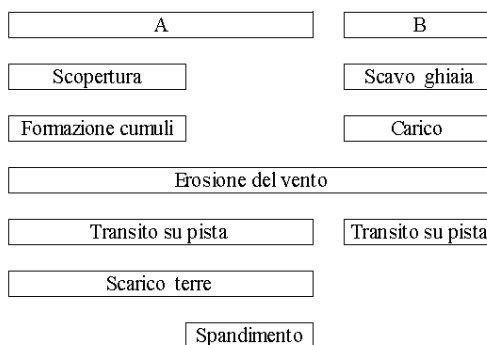 A B
Scopertura Scavo ghiaia
Formazione cumuli Carico
Erosione del vento
Transito su pista Transito su pista
Scarico terre
Spandimento